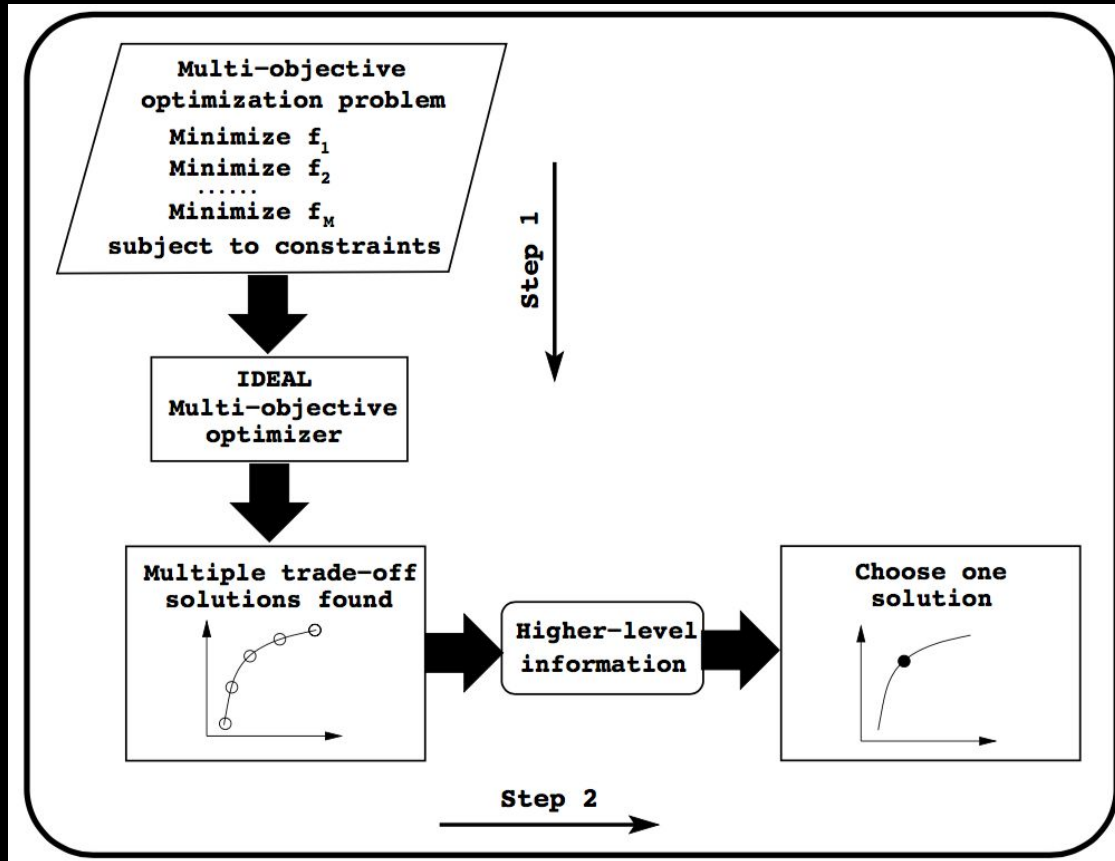 Multi-objective
optimization problem
Minimize f₁
Minimize f₂
......
Minimize f_M
subject to constraints
Step 1
IDEAL
Multi-objective
optimizer
Multiple trade-off
solutions found
Higher-level
information
Choose one
solution
Step 2